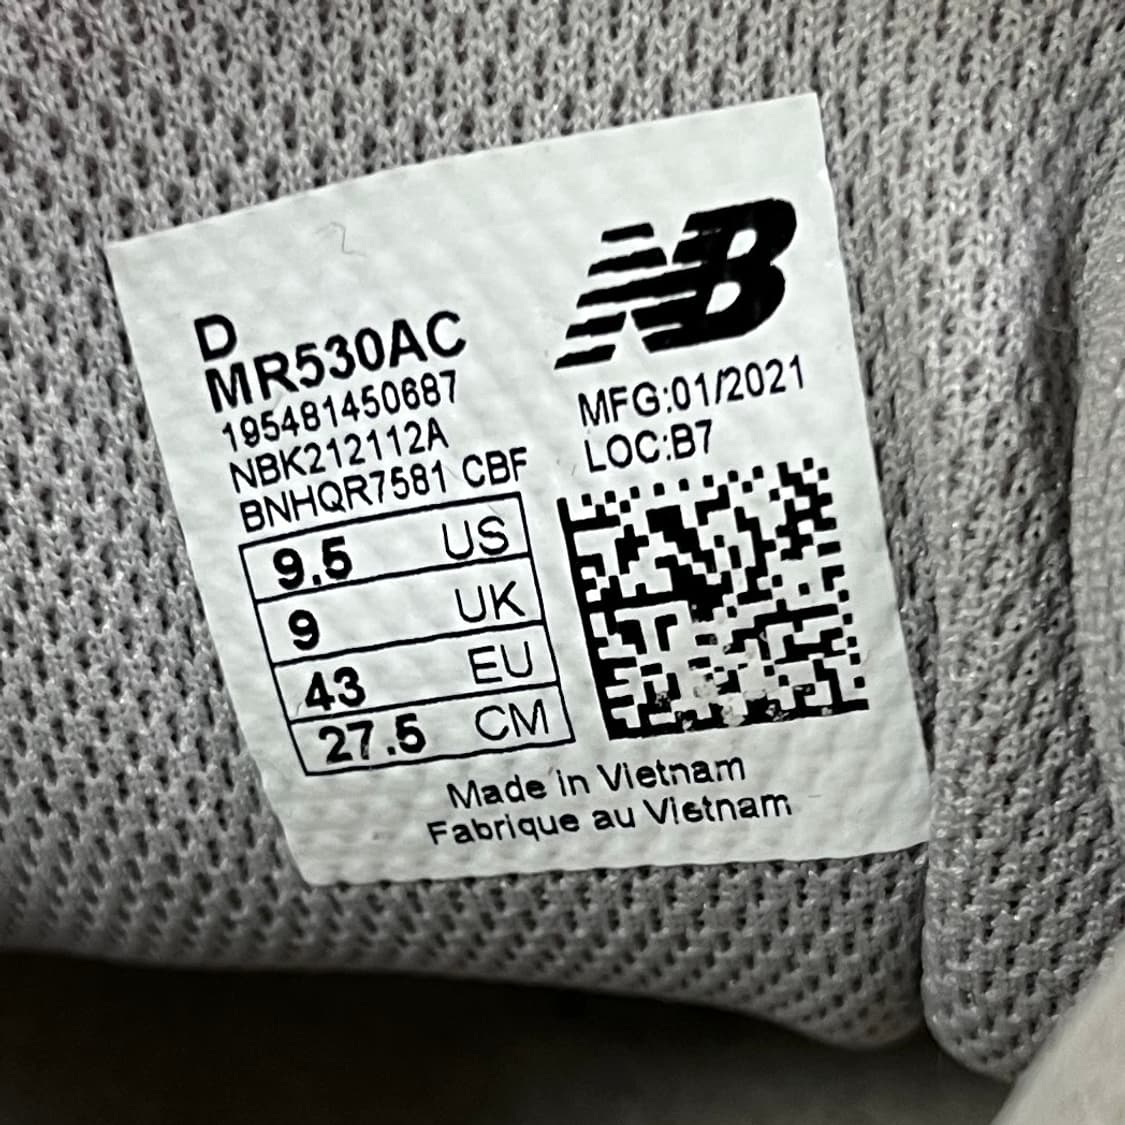 NB
D
MR530AC
195481450687
NBK212112A
BNHQR7581 CBF
MFG:01/2021
LOC:B7
9.5 US
9 UK
43 EU
27.5 CM
Made in Vietnam
Fabrique au Vietnam